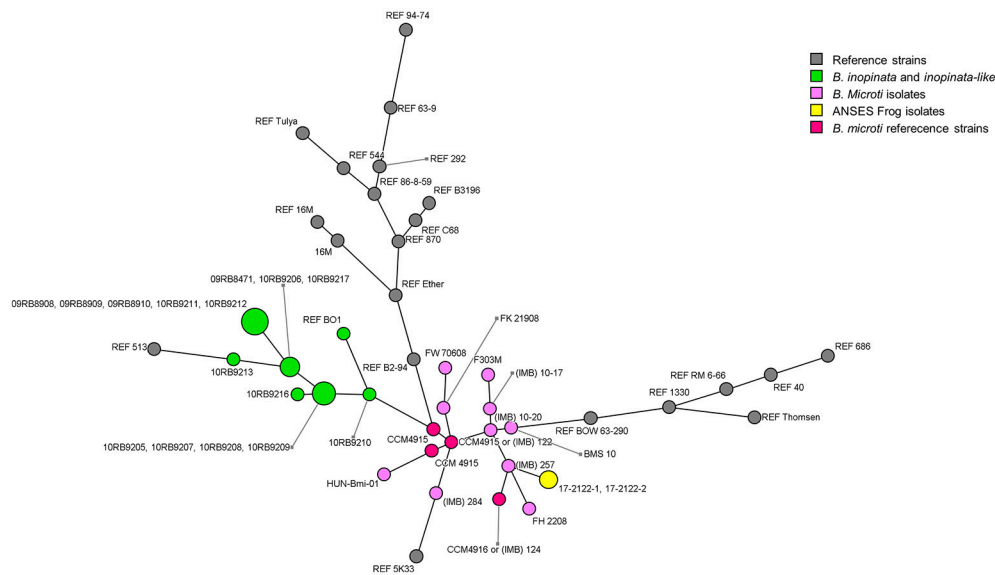 REF 94-74
Reference strains
B. inopinata and inopinata-like
B. Microti isolates
ANSES Frog isolates
B. microti referecence strains
REF 63-9
REF Tulya
REF 544
REF 292
REF 86-8-59
REF B3196
REF 16M
REF C68
REF 870
16M
09RB8471, 10RB9206, 10RB9217
REF Ether
09RB8908, 09RB8909, 09RB8910, 10RB9211, 10RB9212
REF BO1
FK 21908
REF 513
REF B2-94
FW 70608
F303M
REF 686
10RB9213
(IMB) 10-17
REF RM 6-66
REF 40
10RB9216
REF 1330
(IMB) 10-20
REF Thomsen
REF BOW 63-290
10RB9205, 10RB9207, 10RB9208, 10RB9209
10RB9210
CCM4915
CCM4915 or (IMB) 122
BMS 10
CCM 4915
(IMB) 257
HUN-Bmi-01
17-2122-1, 17-2122-2
(IMB) 284
FH 2208
CCM4916 or (IMB) 124
REF 5K33